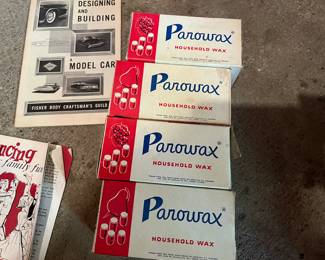 DESIGNING
AND
BUILDING
A
MODEL CAR
FISHER BODY CRAFTSMAN'S GUILD
Parowax
HOUSEHOLD WAX
Parowax®
HOUSEHOLD WAX
Parowax®
HOUSEHOLD WAX
Parowax®
HOUSEHOLD WAX
ncing
Family Fun